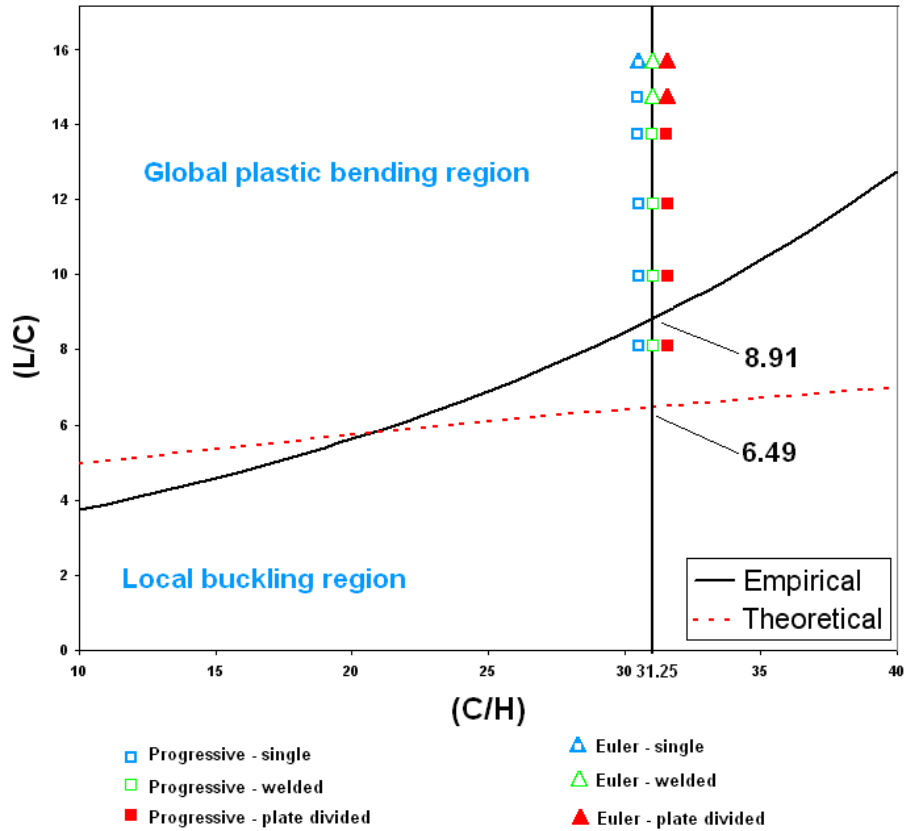 16
14
Global plastic bending region
12
10
(L/C)
8
8.91
6
6.49
4
Local buckling region
2
Empirical
Theoretical
0
10 15 20 25 30 31.25 35 40
(C/H)
Progressive - single
Euler - single
Progressive - welded
Euler - welded
Progressive - plate divided
Euler - plate divided